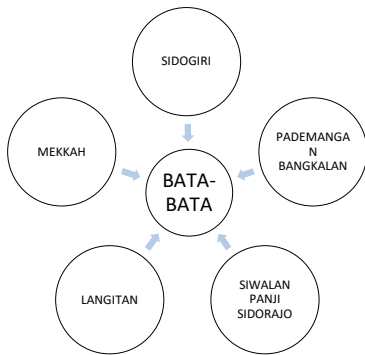 SIDOGIRI
MEKKAH
PADEMANGA
N
BANGKALAN
BATA-
BATA
LANGITAN
SIWALAN
PANJI
SIDORAJO